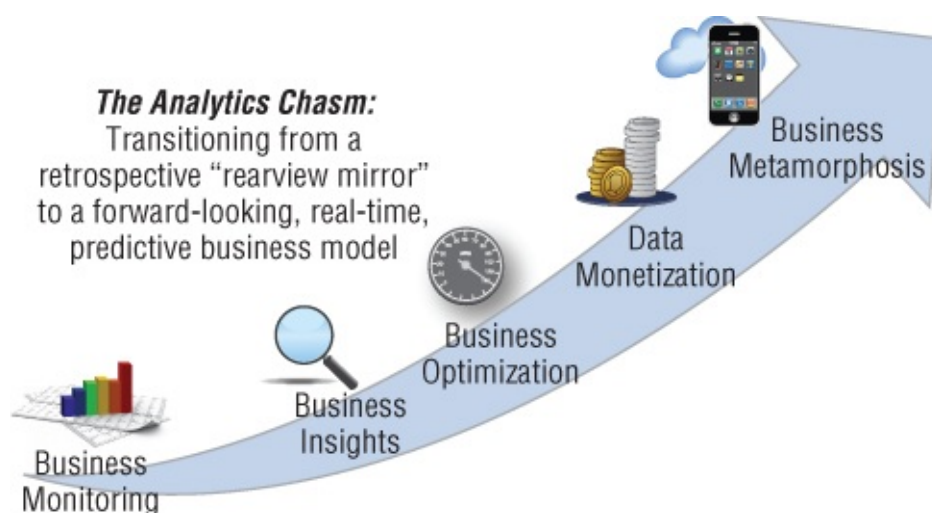 The Analytics Chasm:
Transitioning from a
retrospective “rearview mirror”
to a forward-looking, real-time,
predictive business model
Business
Monitoring
Business
Insights
Business
Optimization
Data
Monetization
Business
Metamorphosis